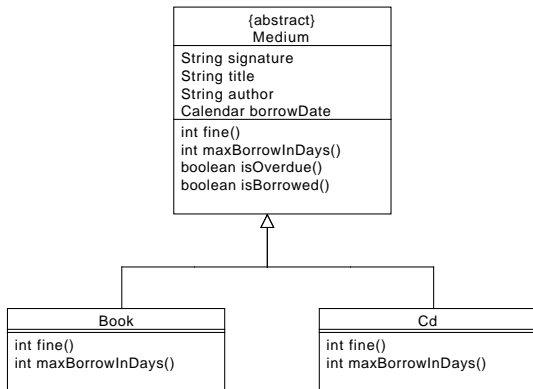 {abstract}
Medium
String signature
String title
String author
Calendar borrowDate
int fine()
int maxBorrowInDays()
boolean isOverdue()
boolean isBorrowed()
Book
int fine()
int maxBorrowInDays()
Cd
int fine()
int maxBorrowInDays()